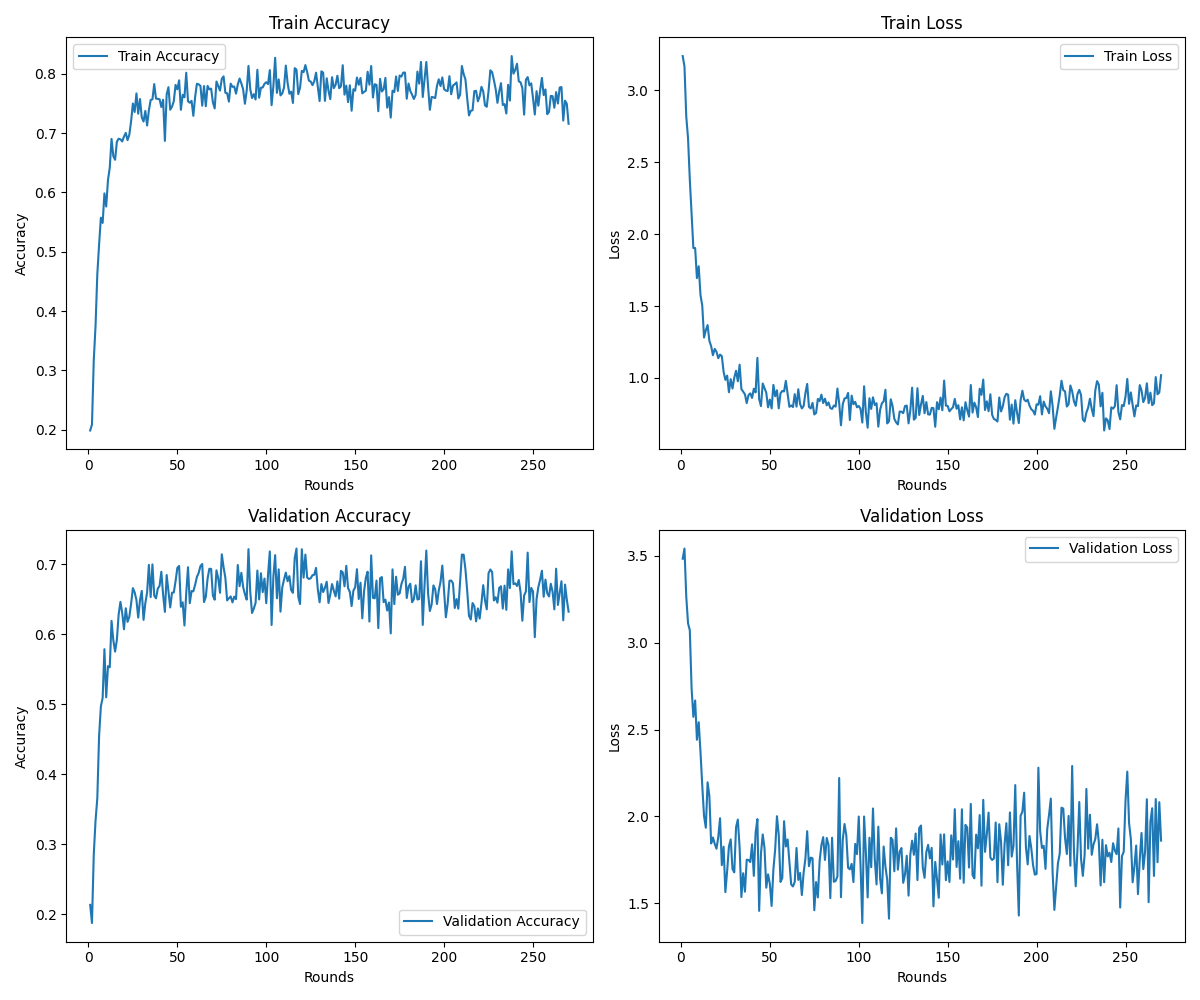 Train Accuracy
Train Accuracy
Accuracy
0.8
0.7
0.6
0.5
0.4
0.3
0.2
0 50 100 150 200 250
Rounds
Train Loss
Train Loss
Loss
3.0
2.5
2.0
1.5
1.0
0 50 100 150 200 250
Rounds
Validation Accuracy
Accuracy
0.7
0.6
0.5
0.4
0.3
0.2
Validation Accuracy
0 50 100 150 200 250
Rounds
Validation Loss
Validation Loss
Loss
3.5
3.0
2.5
2.0
1.5
0 50 100 150 200 250
Rounds